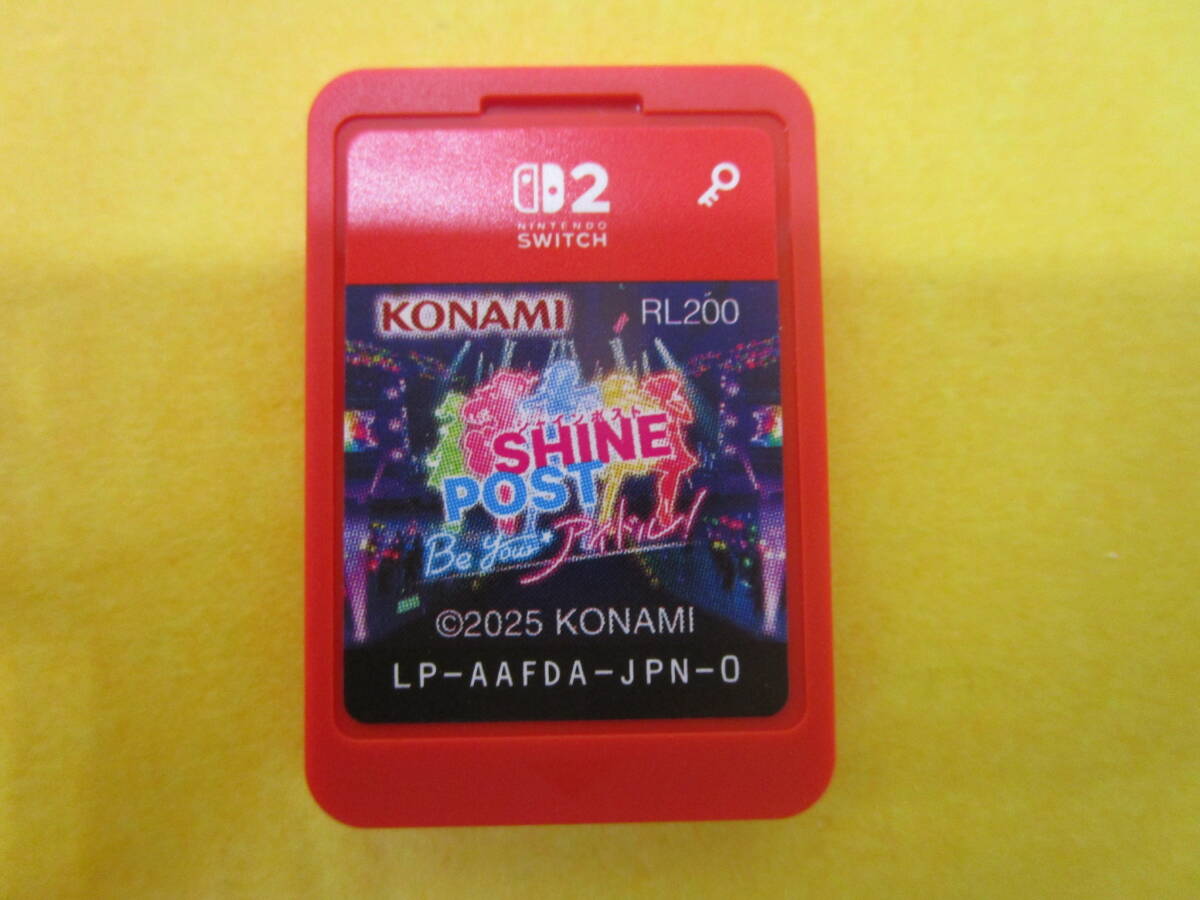 2
NINTENDO
SWITCH
KONAMI
RL200
シャインポスト
SHINE
POST
Be Your アイドル!
©2025 KONAMI
LP-AAFDA-JPN-0